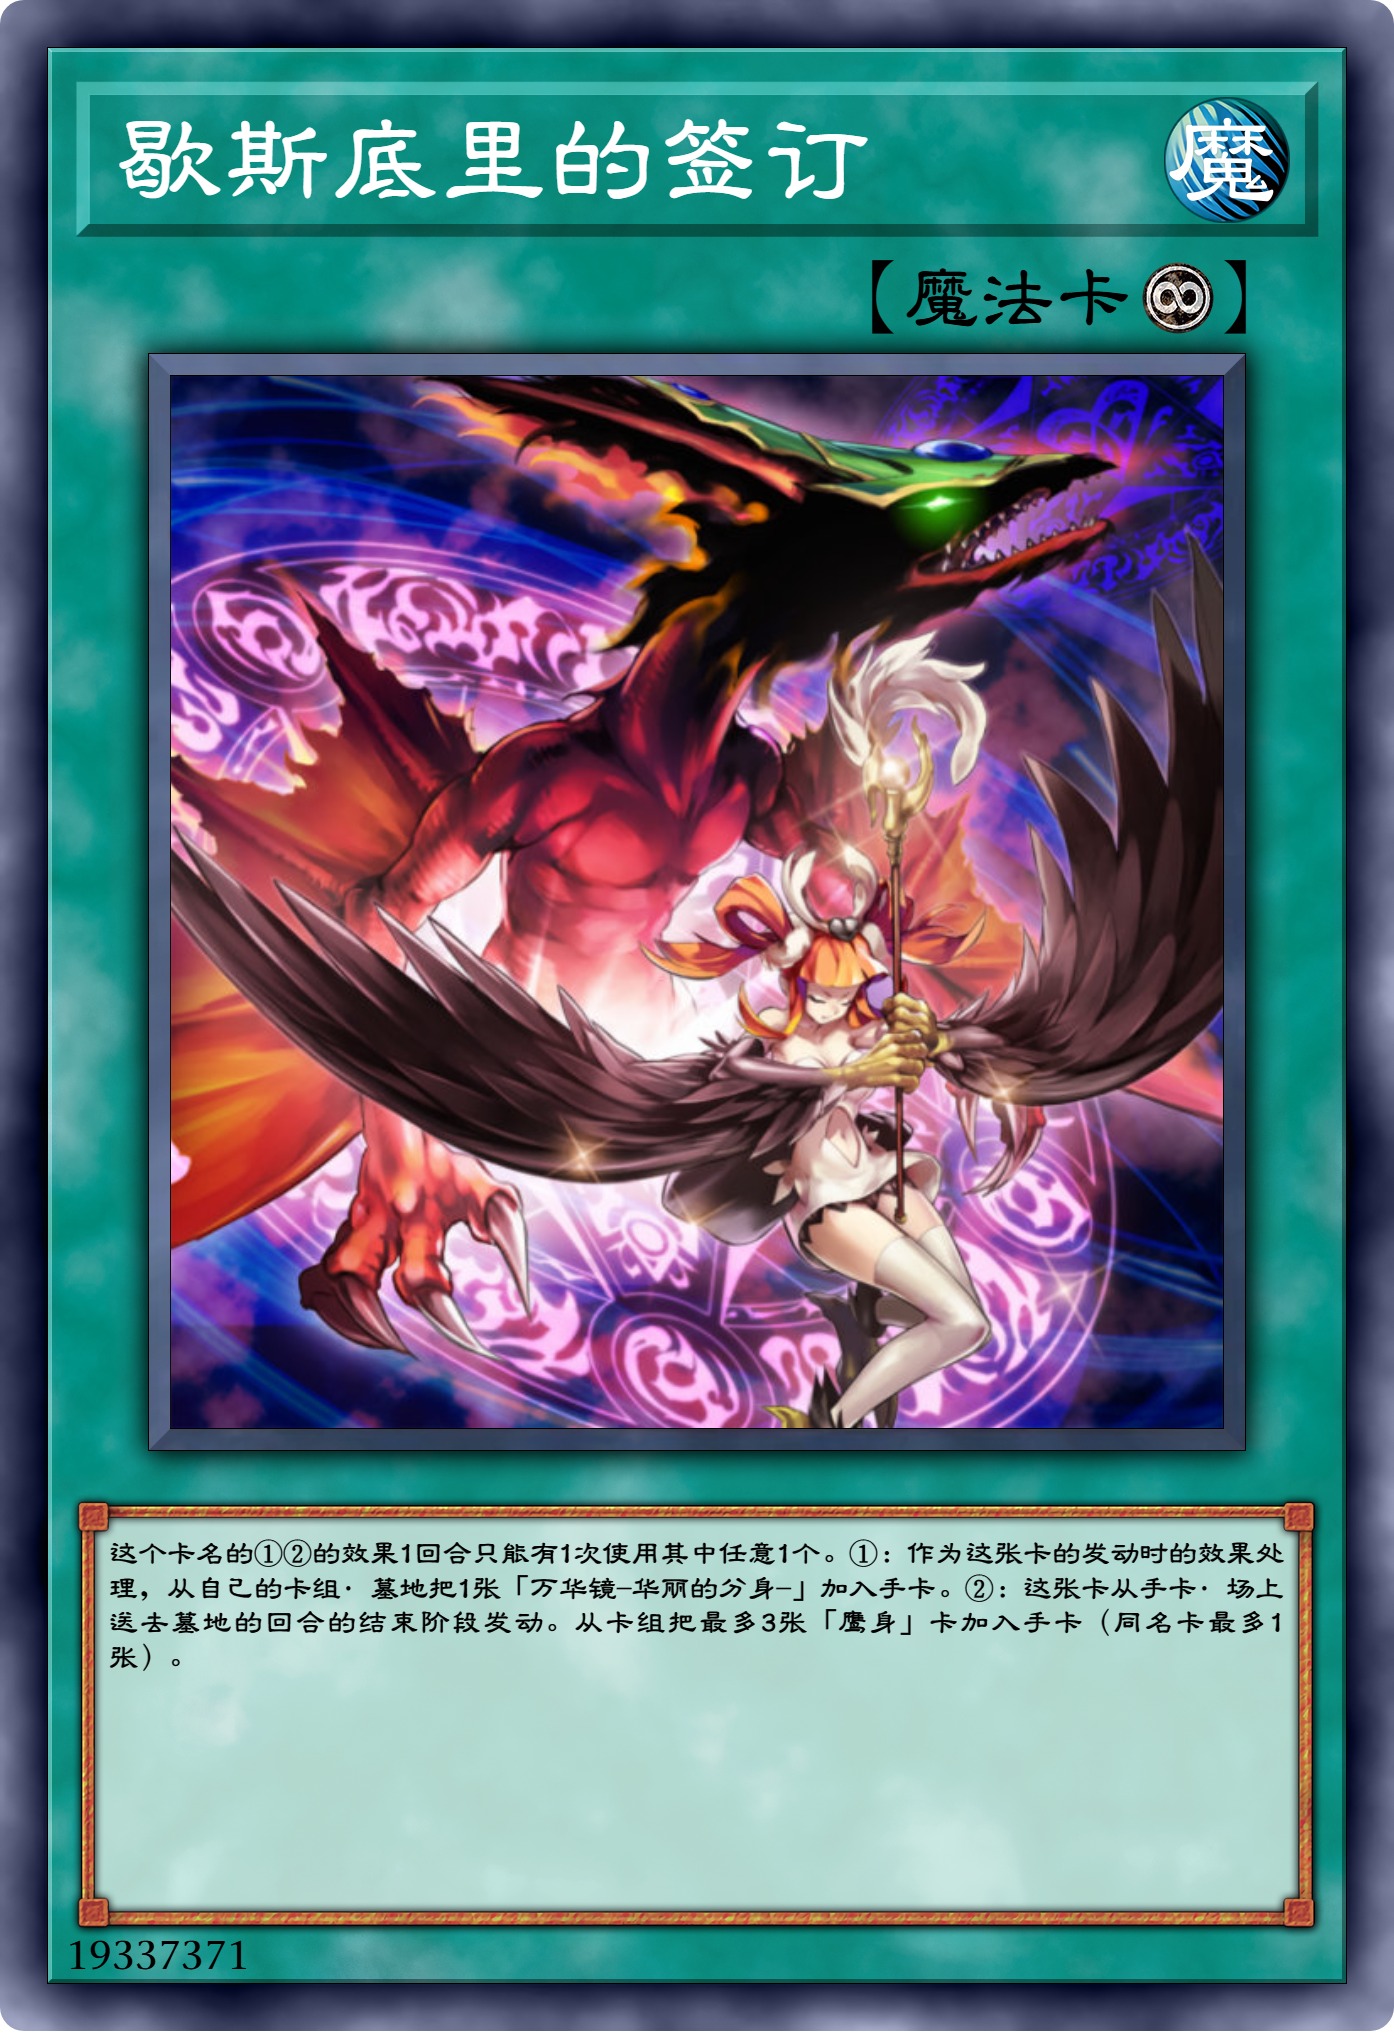 歇斯底里的签订
魔
【魔法卡】
这个卡名的①②的效果1回合只能有1次使用其中任意1个。①：作为这张卡的发动时的效果处
理，从自己的卡组·墓地把1张「万华镜-华丽的分身-」加入手卡。②：这张卡从手卡·场上
送去墓地的回合的结束阶段发动。从卡组把最多3张「鹰身」卡加入手卡（同名卡最多1
张）。
19337371